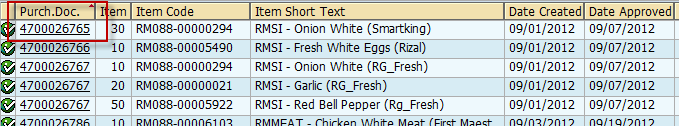 Purch.Doc. Item Item Code Item Short Text Date Created Date Approved
4700026765 30 RM088-00000294 RMSI - Onion White (Smartking) 09/01/2012 09/07/2012
4700026766 10 RM088-00005490 RMSI - Fresh White Eggs (Rizal) 09/01/2012 09/07/2012
4700026767 10 RM088-00000294 RMSI - Onion White (RG_Fresh) 09/01/2012 09/07/2012
4700026767 20 RM088-00000021 RMSI - Garlic (RG_Fresh) 09/01/2012 09/07/2012
4700026767 50 RM088-00005922 RMSI - Red Bell Pepper (Rg_Fresh) 09/01/2012 09/07/2012
4700026786 10 RM088-00006103 RMMEAT - Chicken White Meat (First Maest 09/03/2012 09/19/2012